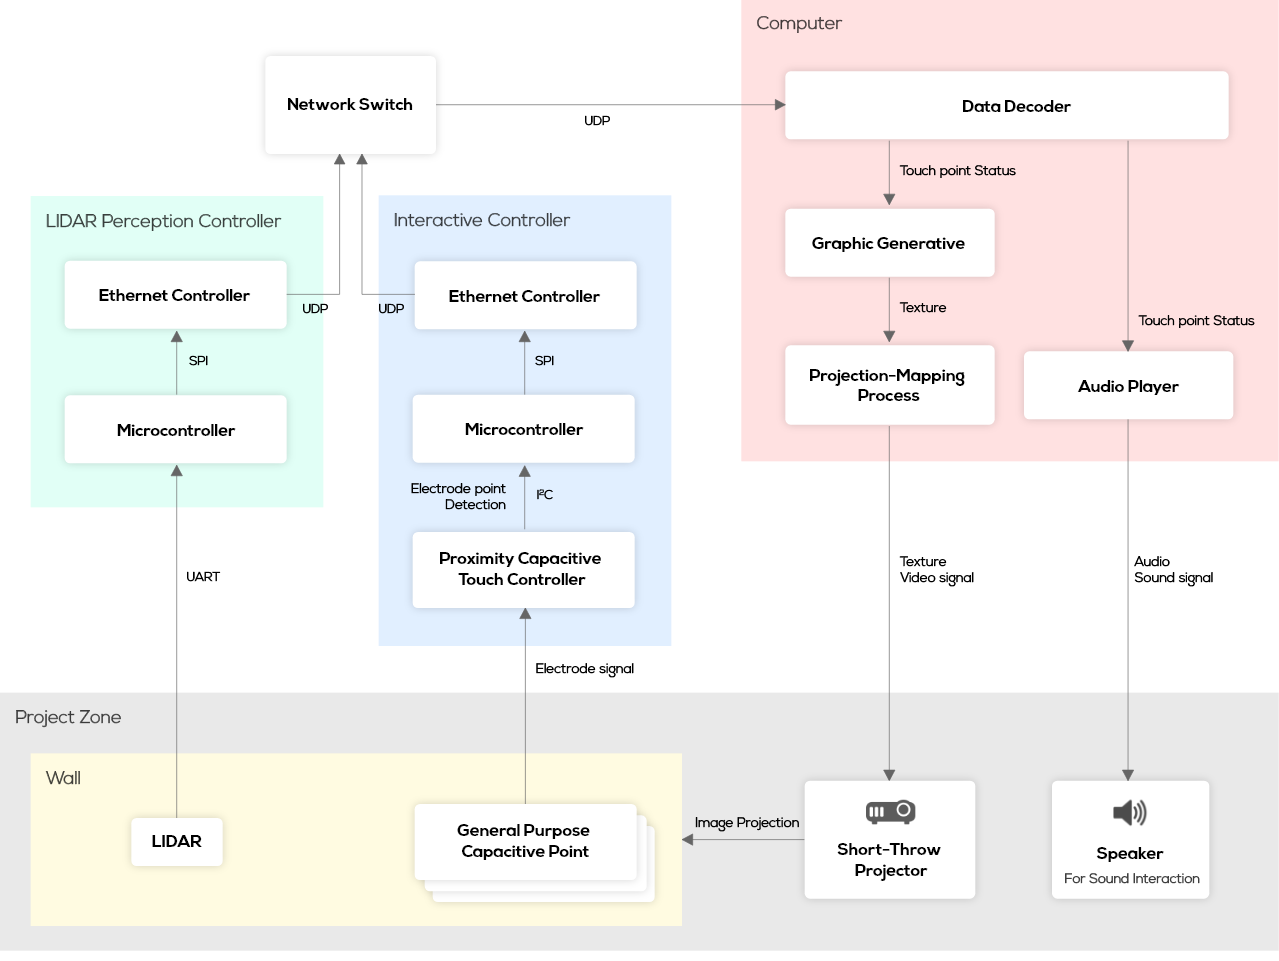 Computer
Network Switch
UDP
Data Decoder
Touch point Status
Graphic Generative
Texture
Touch point Status
Projection-Mapping
Process
Audio Player
LIDAR Perception Controller
Ethernet Controller
UDP
SPI
Microcontroller
UART
Interactive Controller
Ethernet Controller
UDP
SPI
Microcontroller
Electrode point
Detection
I²C
Proximity Capacitive
Touch Controller
Electrode signal
Texture
Video signal
Audio
Sound signal
Project Zone
Wall
LIDAR
General Purpose
Capacitive Point
Image Projection
Short-Throw
Projector
Speaker
For Sound Interaction